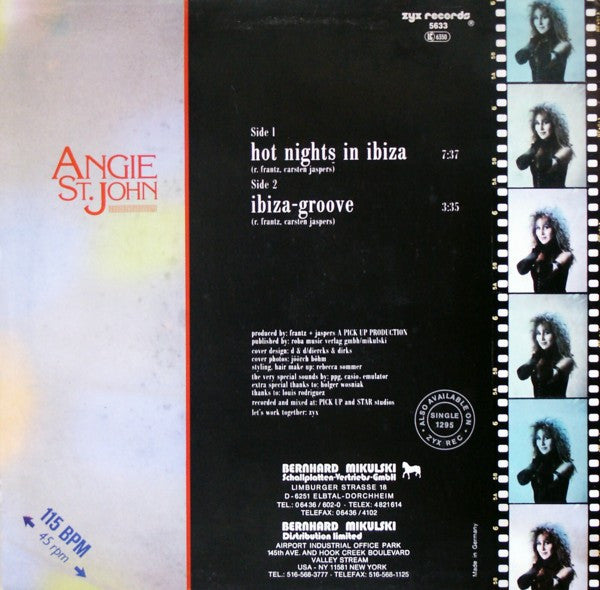 zyx records®
5633
LC 6350
ANGIE
ST. JOHN
Side 1
hot nights in ibiza 7:37
(r. frantz, carsten jaspers)
Side 2
ibiza-groove 3:35
(r. frantz, carsten jaspers)
produced by: frantz + jaspers A PICK UP PRODUCTION
published by: roba music verlag gmbh/mikulski
cover design: d & d/diercks & dirks
cover photos: jöörch böhm
styling, hair make up: rebecca sommer
the very special sounds by: ppg, casio, emulator
extra special thanks to: holger wosniak
thanks to: louis rodriguez
recorded and mixed at: PICK UP and STAR studios
let's work together: zyx
• ALSO AVAILABLE ON •
SINGLE
1295
ZYX REC
BERNHARD MIKULSKI
Schallplatten-Vertriebs-GmbH
LIMBURGER STRASSE 18
D-6251 ELBTAL-DORCHHEIM
TEL.: 06436/602-0 · TELEX: 4821614
TELEFAX: 06436/4102
BERNHARD MIKULSKI
Distribution limited
AIRPORT INDUSTRIAL OFFICE PARK
145th AVE. AND HOOK CREEK BOULEVARD
VALLEY STREAM
USA - NY 11581 NEW YORK
TEL.: 516-568-3777 · TELEFAX: 516-568-1125
Made in Germany
115 BPM
45 rpm